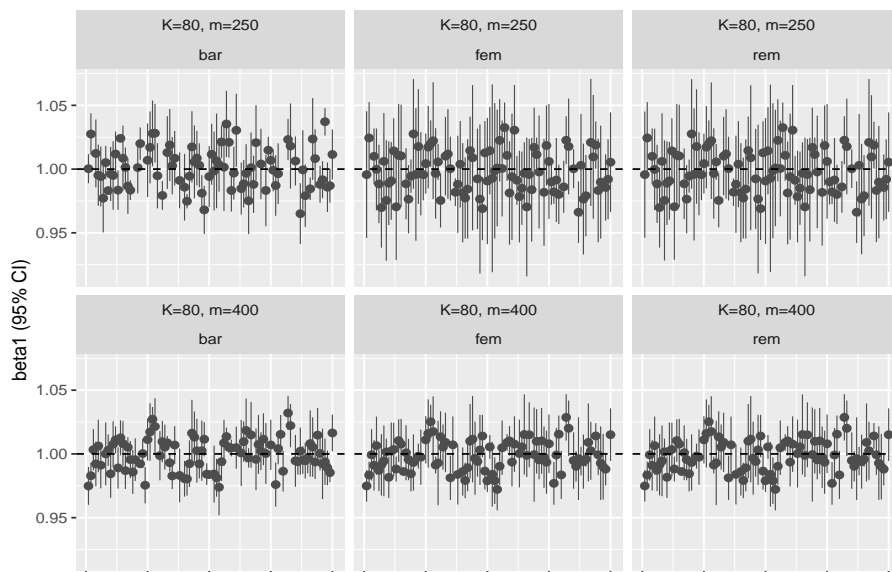 K=80, m=250
bar
K=80, m=250
fem
K=80, m=250
rem
1.05
1.00
0.95
K=80, m=400
bar
K=80, m=400
fem
K=80, m=400
rem
1.05
1.00
0.95
beta1 (95% CI)